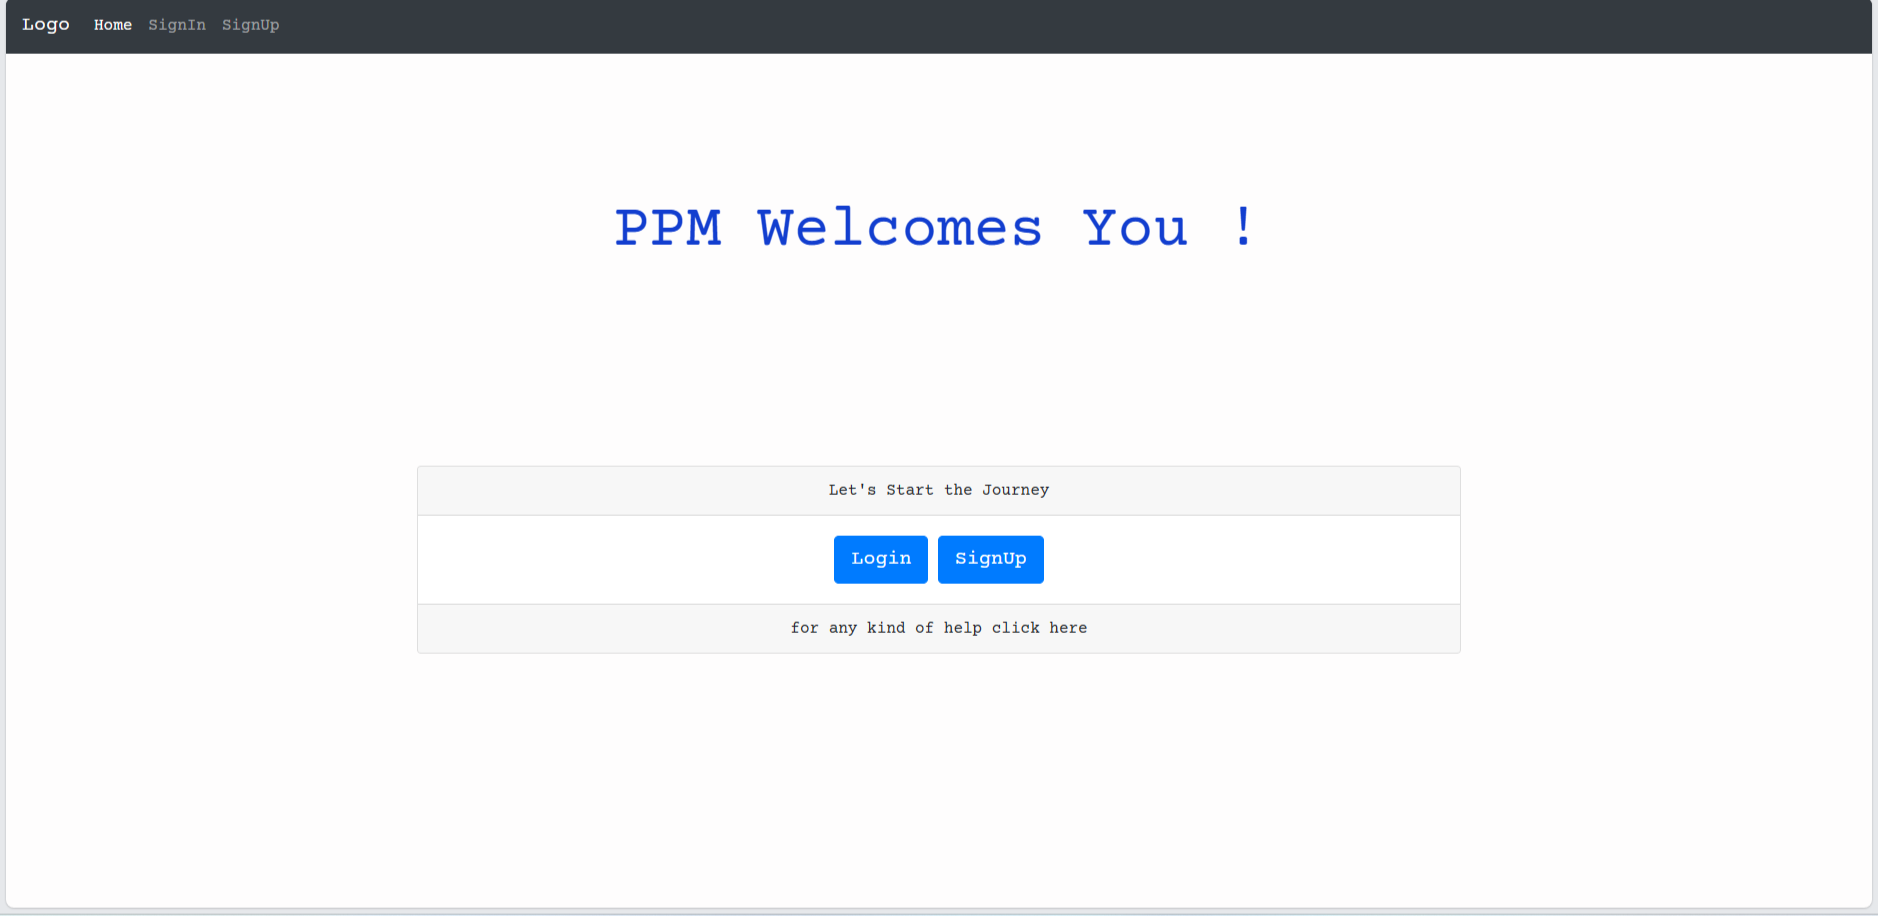 Logo Home SignIn SignUp
PPM Welcomes You !
Let's Start the Journey
Login SignUp
for any kind of help click here